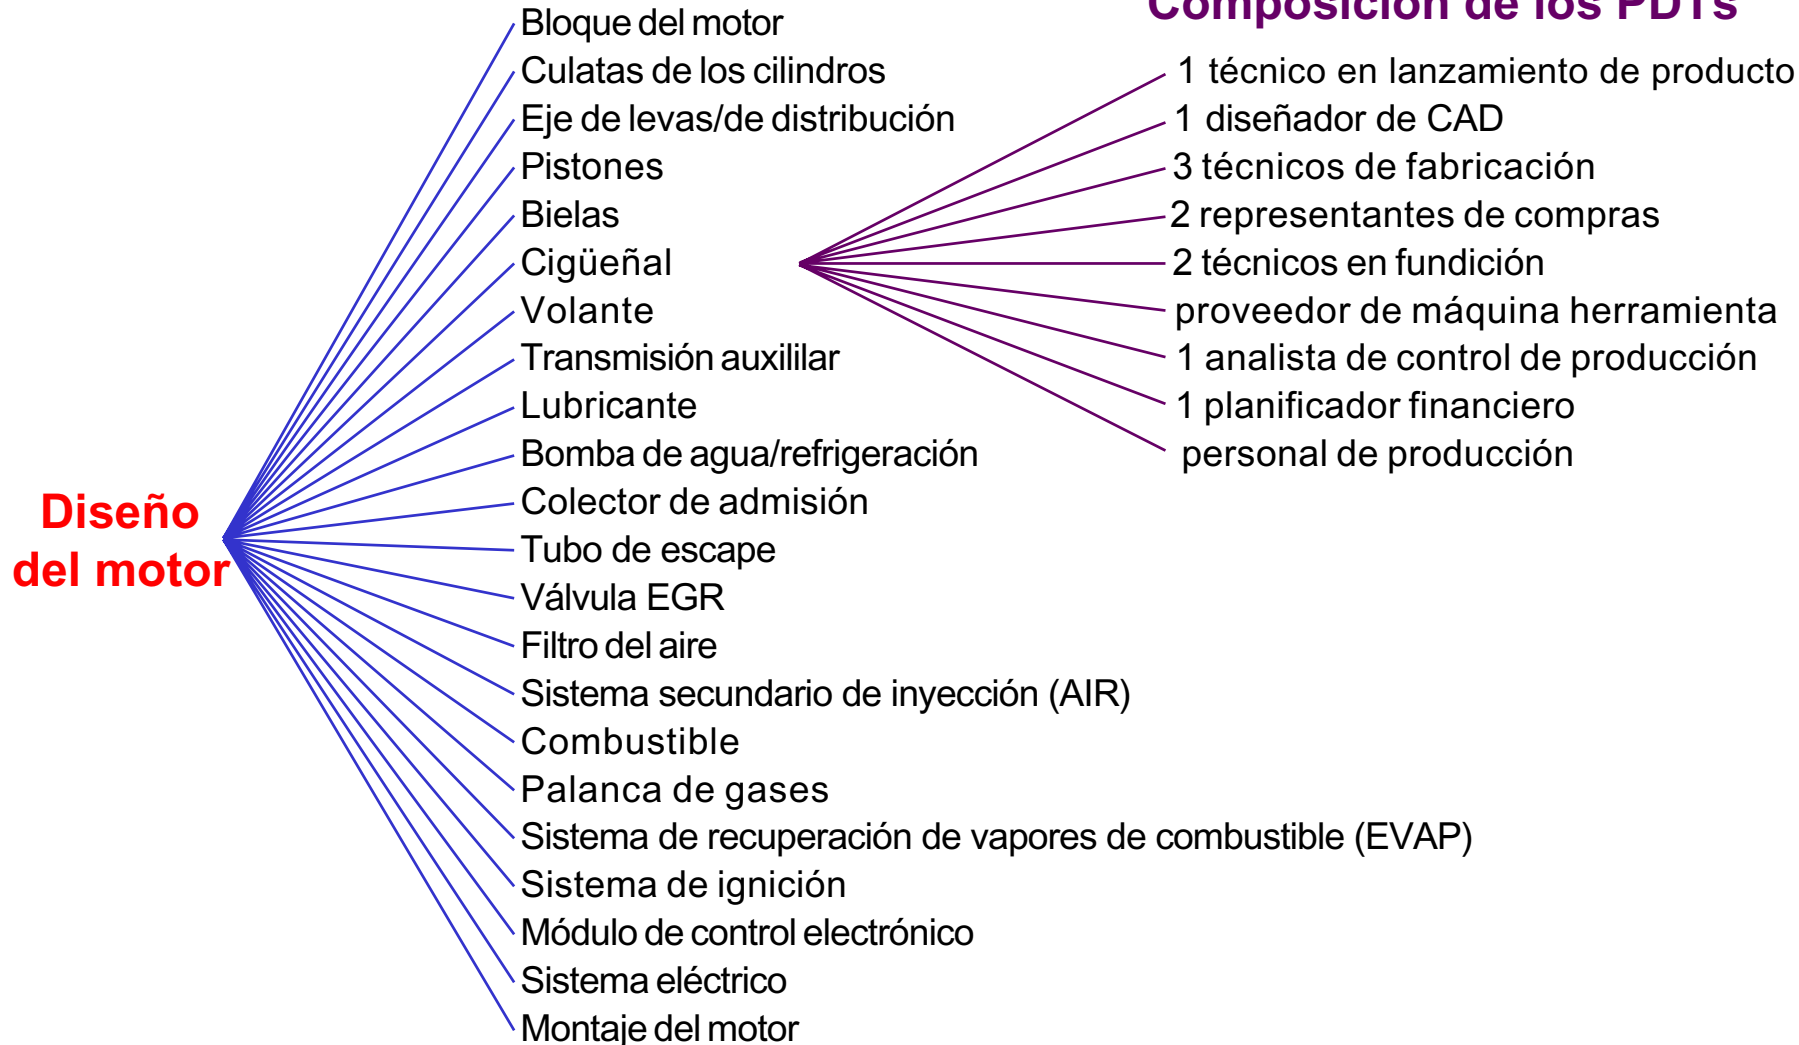 Composición de los PDTs
Diseño
del motor
Bloque del motor
Culatas de los cilindros
Eje de levas/de distribución
Pistones
Bielas
Cigüeñal
Volante
Transmisión auxililar
Lubricante
Bomba de agua/refrigeración
Colector de admisión
Tubo de escape
Válvula EGR
Filtro del aire
Sistema secundario de inyección (AIR)
Combustible
Palanca de gases
Sistema de recuperación de vapores de combustible (EVAP)
Sistema de ignición
Módulo de control electrónico
Sistema eléctrico
Montaje del motor
1 técnico en lanzamiento de producto
1 diseñador de CAD
3 técnicos de fabricación
2 representantes de compras
2 técnicos en fundición
proveedor de máquina herramienta
1 analista de control de producción
1 planificador financiero
personal de producción